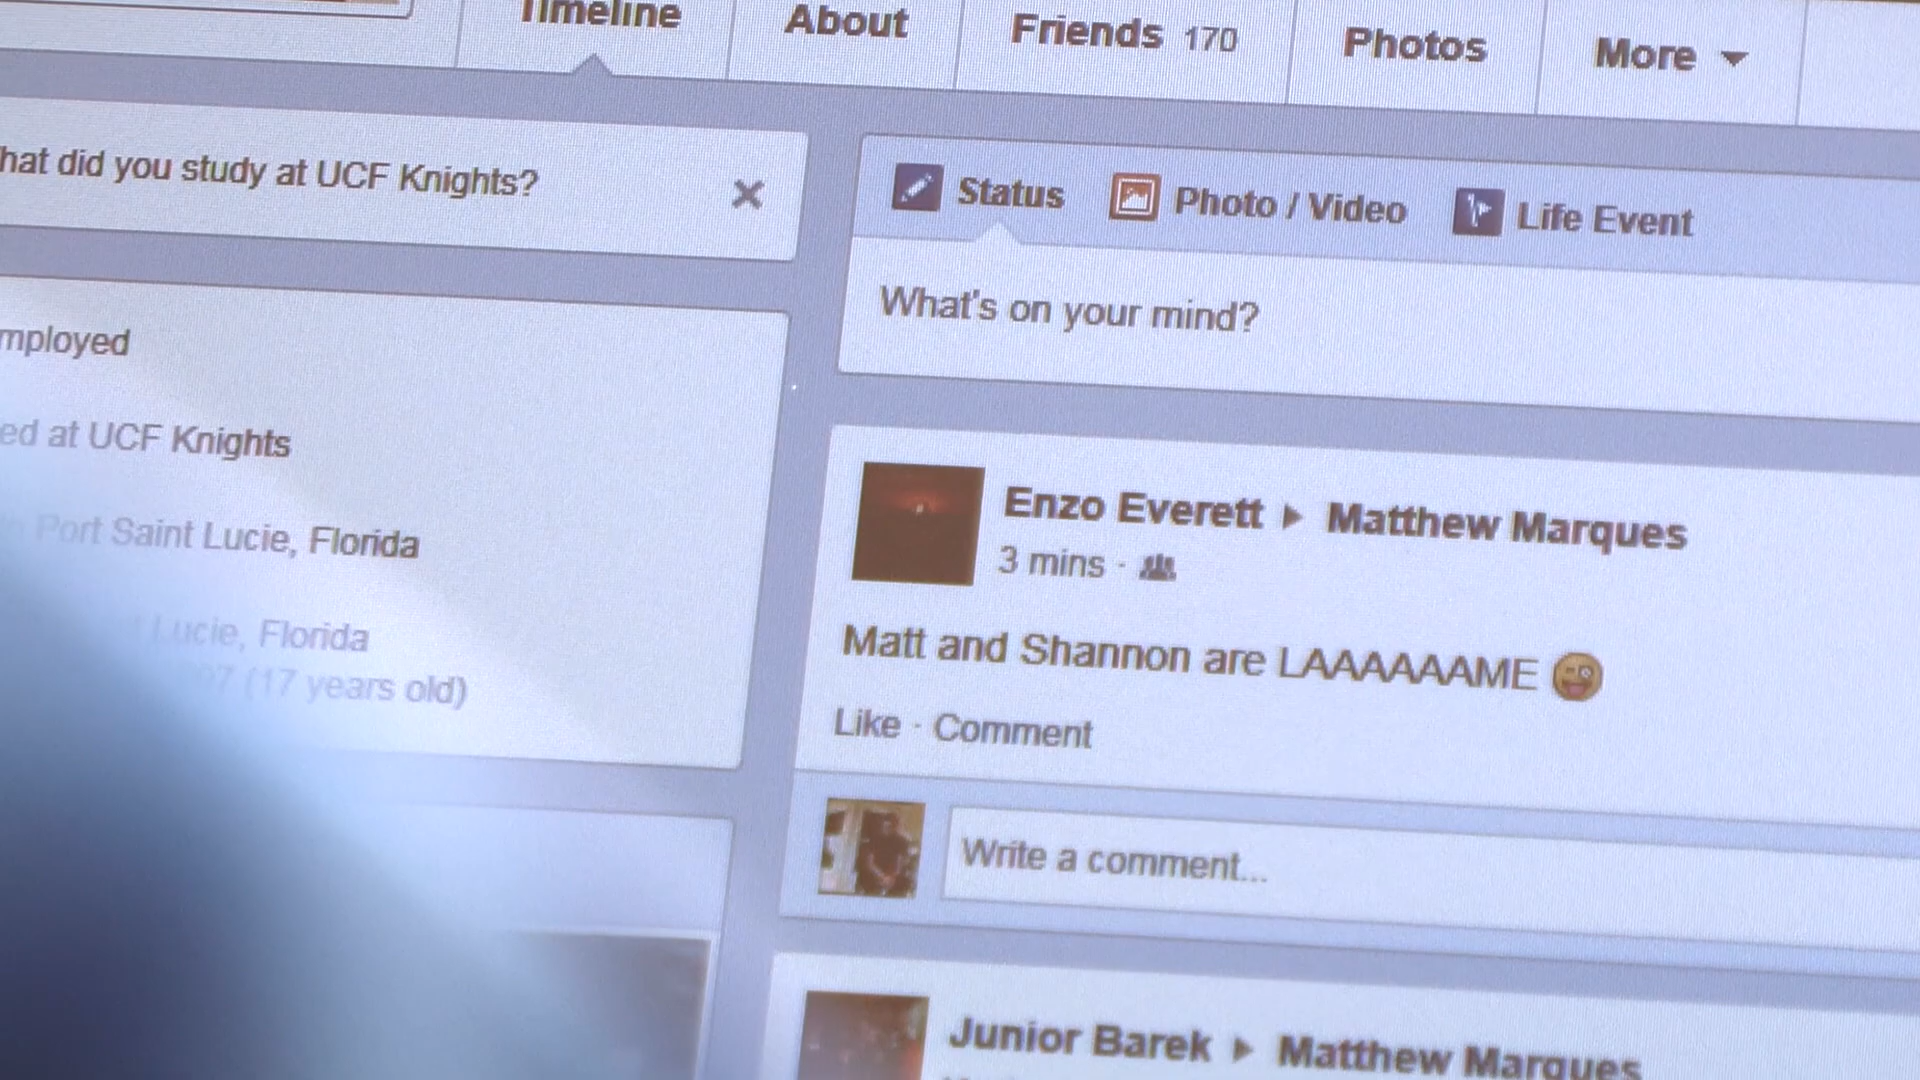 Timeline
About
Friends 170
Photos
More
hat did you study at UCF Knights?
mployed
ed at UCF Knights
Port Saint Lucie, Florida
Lucie, Florida
(17 years old)
Status
Photo / Video
Life Event
What's on your mind?
Enzo Everett Matthew Marques
3 mins ·
Matt and Shannon are LAAAAAAME
Like · Comment
Write a comment...
Junior Barek Matthew Marques